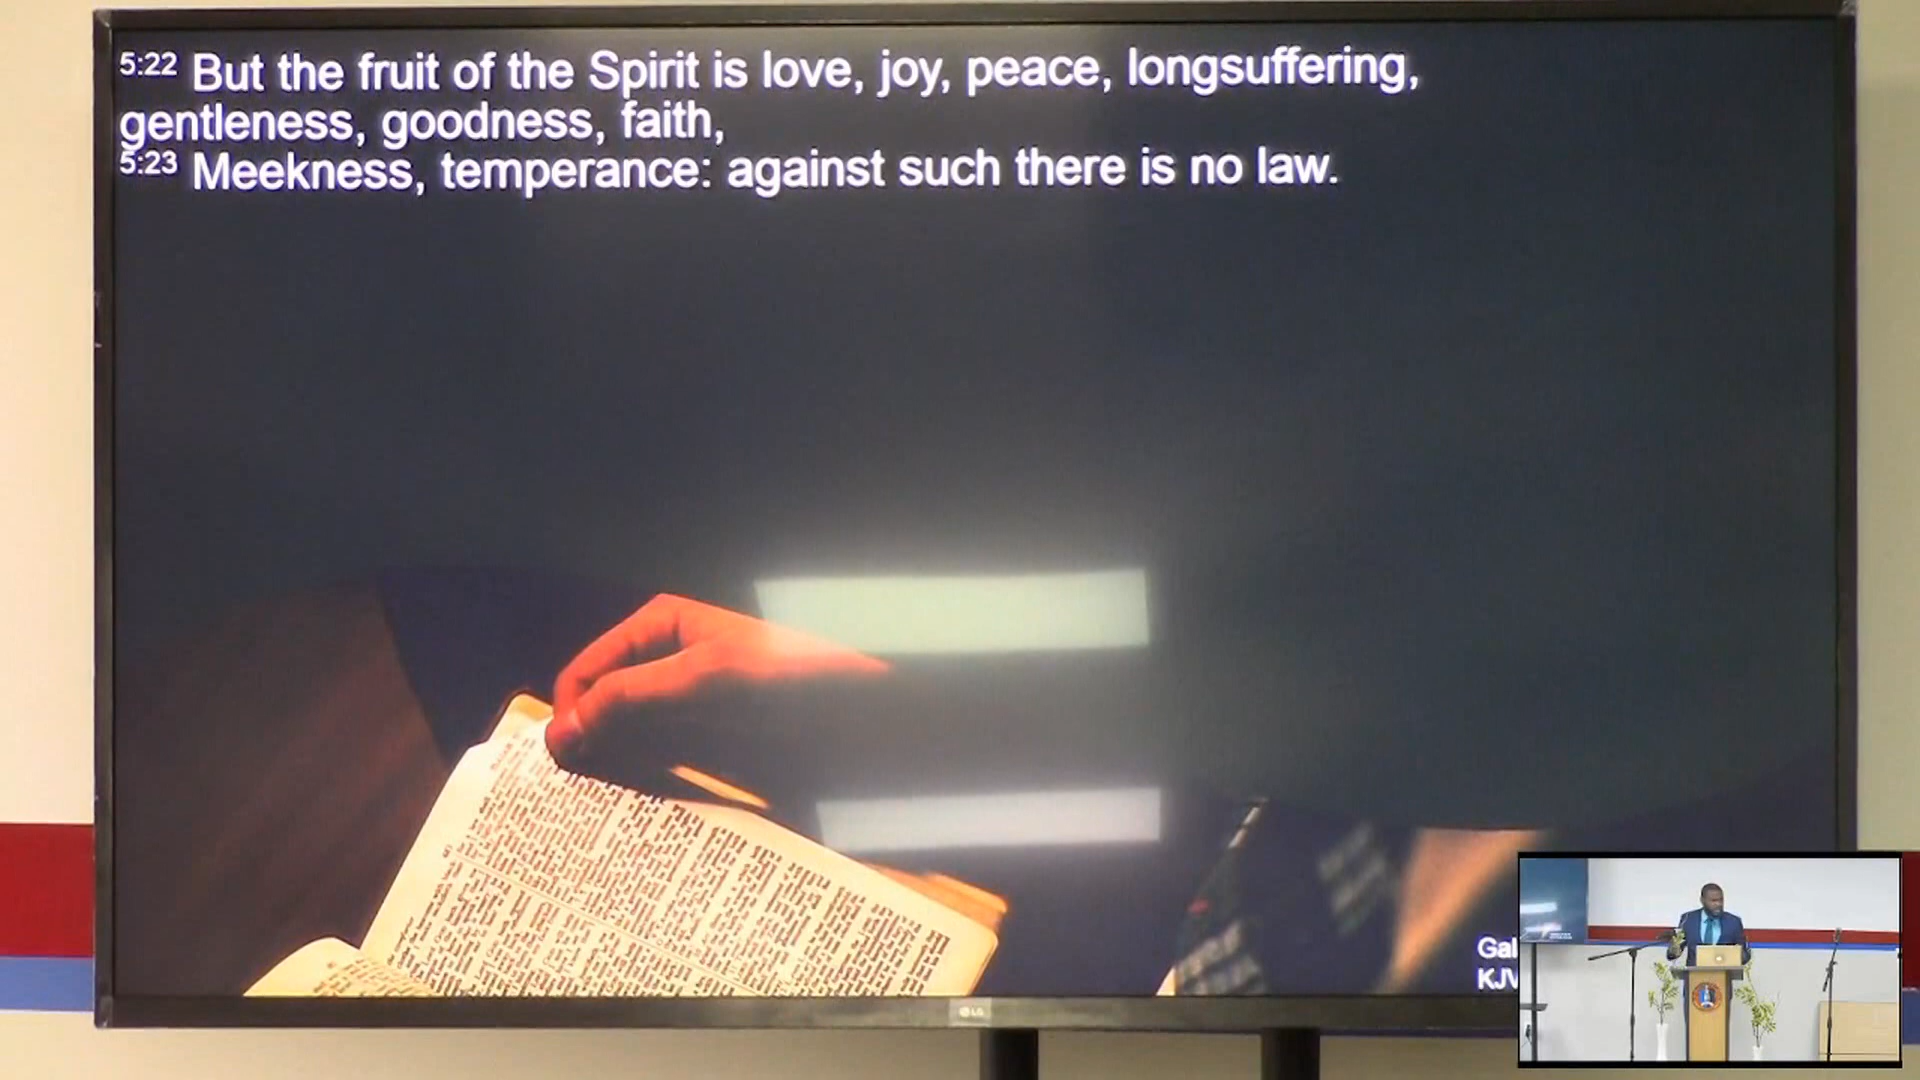 5:22 But the fruit of the Spirit is love, joy, peace, longsuffering,
gentleness, goodness, faith,
5:23 Meekness, temperance: against such there is no law.
LG